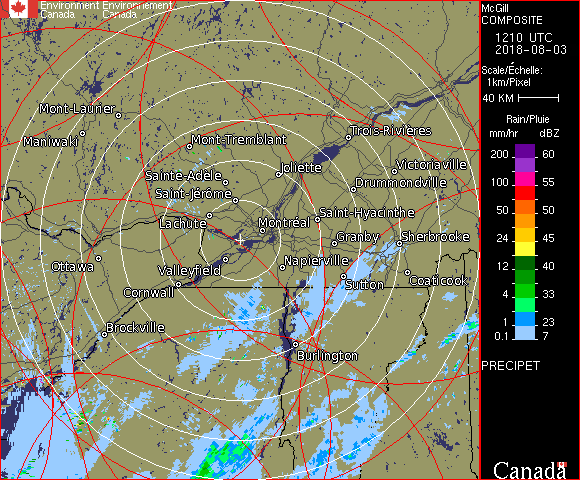 Environment Environnement
Canada Canada
McGill
COMPOSITE
1210 UTC
2018-08-03
Scale/Échelle:
1km/Pixel
40 KM
Rain/Pluie
mm/hr dBZ
200 60
150 57
100 55
50 50
24 45
12 40
4 33
1.0 23
0.1 7
PRECIPET
Canada
Mont-Laurier
Maniwaki
Mont-Tremblant
Trois-Rivières
Sainte-Adèle
Joliette
Victoriaville
Saint-Jérôme
Drummondville
Lachute
Montréal
Saint-Hyacinthe
Granby
Sherbrooke
Ottawa
Valleyfield
Napierville
Cornwall
Sutton
Coaticook
Brockville
Burlington